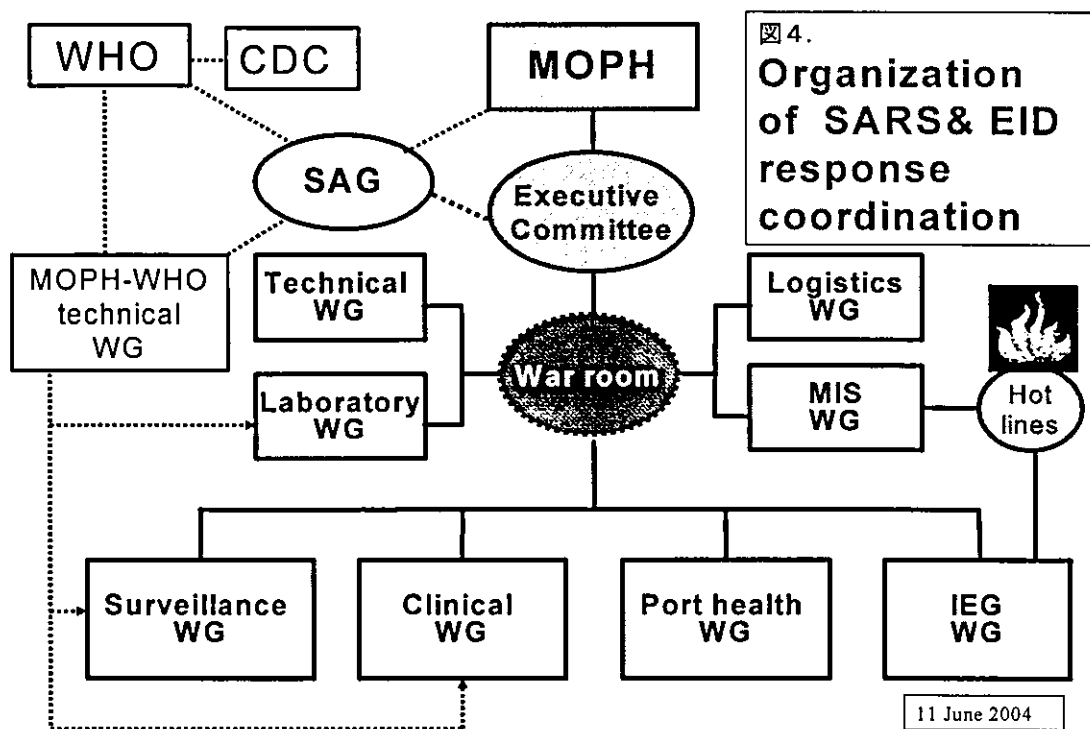 WHO
CDC
MOPH
図4.
Organization
of SARS& EID
response
coordination
SAG
Executive
Committee
MOPH-WHO
technical
WG
Technical
WG
Logistics
WG
War room
Laboratory
WG
MIS
WG
Hot
lines
Surveillance
WG
Clinical
WG
Port health
WG
IEG
WG
11 June 2004